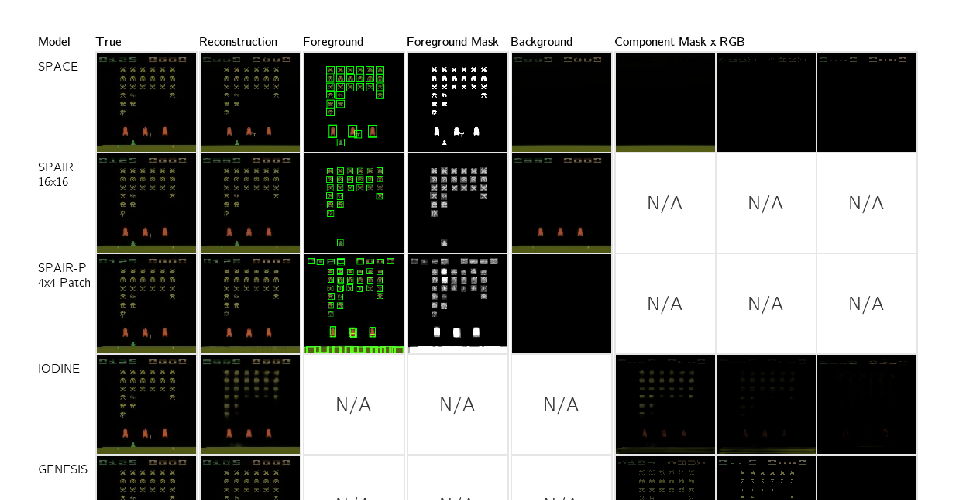 Model True Reconstruction Foreground Foreground Mask Background Component Mask x RGB
SPACE
SPAIR
16x16
N/A N/A N/A
SPAIR-P
4x4 Patch
N/A N/A N/A
IODINE
N/A N/A N/A
GENESIS
N/A N/A N/A